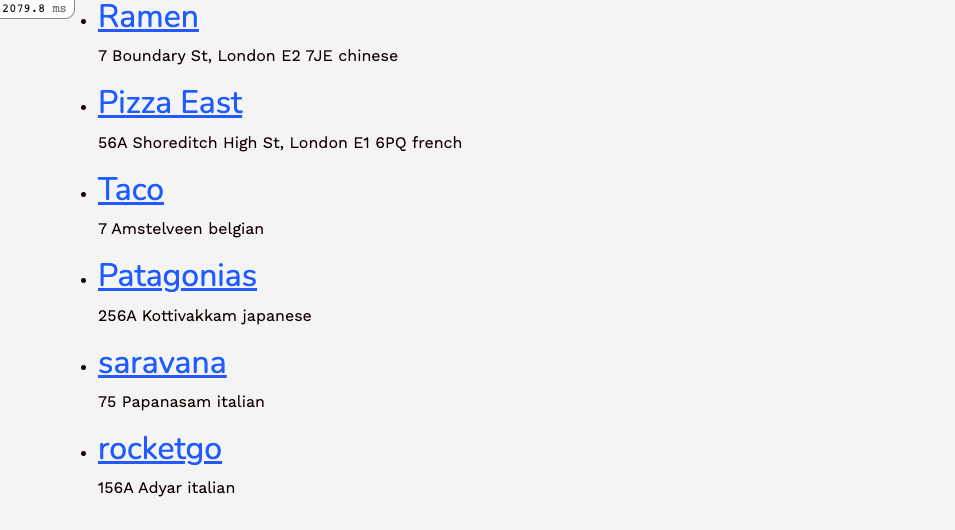 2079.8 ms
Ramen
7 Boundary St, London E2 7JE chinese
Pizza East
56A Shoreditch High St, London E1 6PQ french
Taco
7 Amstelveen belgian
Patagonias
256A Kottivakkam japanese
saravana
75 Papanasam italian
rocketgo
156A Adyar italian